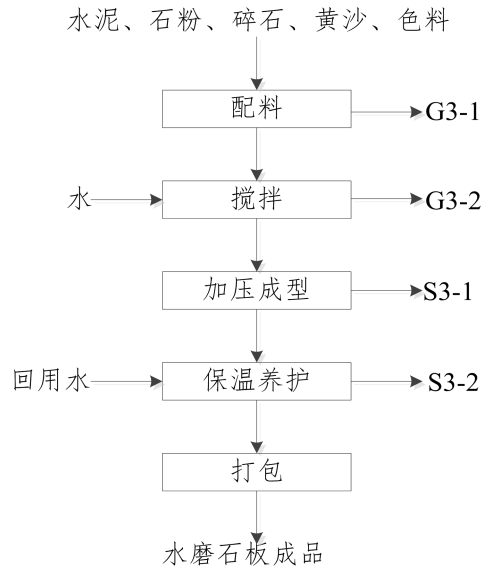 水泥、石粉、碎石、黄沙、色料
配料
G3-1
水
搅拌
G3-2
加压成型
S3-1
回用水
保温养护
S3-2
打包
水磨石板成品